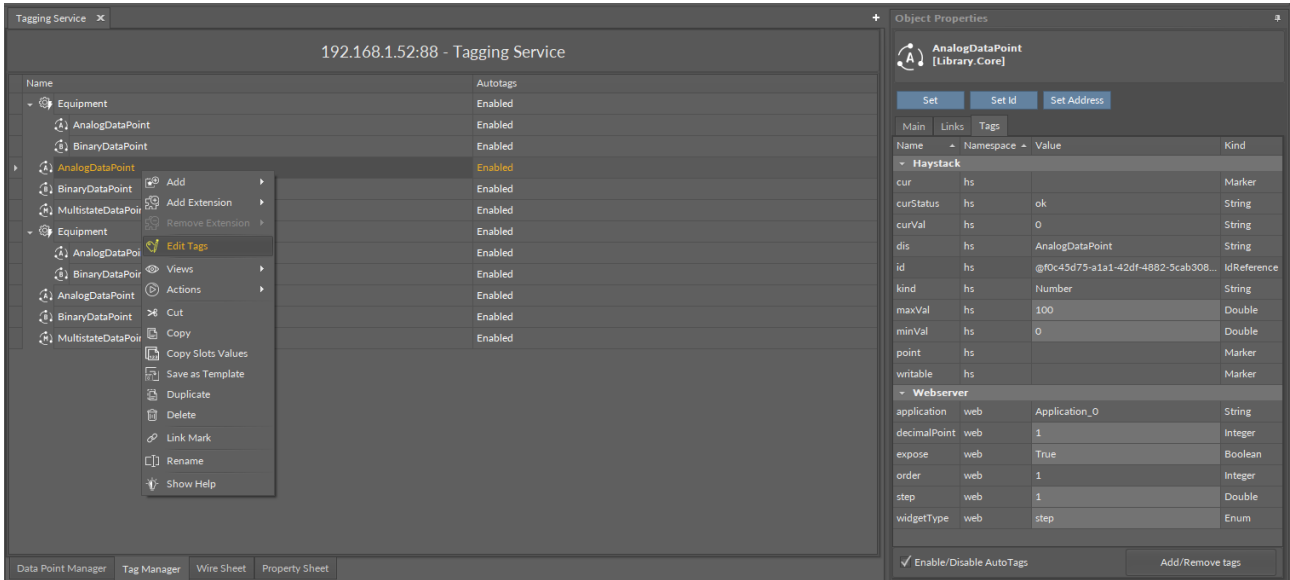 Tagging Service
192.168.1.52:88 - Tagging Service
Name Autotags
Equipment Enabled
AnalogDataPoint Enabled
BinaryDataPoint Enabled
AnalogDataPoint Enabled
BinaryDataPoint Enabled
MultistateDataPoin Enabled
Equipment Enabled
AnalogDataPoi Enabled
BinaryDataPoin Enabled
AnalogDataPoint Enabled
BinaryDataPoint Enabled
MultistateDataPoin Enabled
Add
Add Extension
Remove Extension
Edit Tags
Views
Actions
Cut
Copy
Copy Slots Values
Save as Template
Duplicate
Delete
Link Mark
Rename
Show Help
Data Point Manager Tag Manager Wire Sheet Property Sheet
Object Properties
AnalogDataPoint
[Library.Core]
Set Set Id Set Address
Main Links Tags
Name Namespace Value Kind
Haystack
cur hs Marker
curStatus hs ok String
curVal hs 0 String
dis hs AnalogDataPoint String
id hs @f0c45d75-a1a1-42df-4882-5cab308... IdReference
kind hs Number String
maxVal hs 100 Double
minVal hs 0 Double
point hs Marker
writable hs Marker
Webserver
application web Application_0 String
decimalPoint web 1 Integer
expose web True Boolean
order web 1 Integer
step web 1 Double
widgetType web step Enum
Enable/Disable AutoTags Add/Remove tags